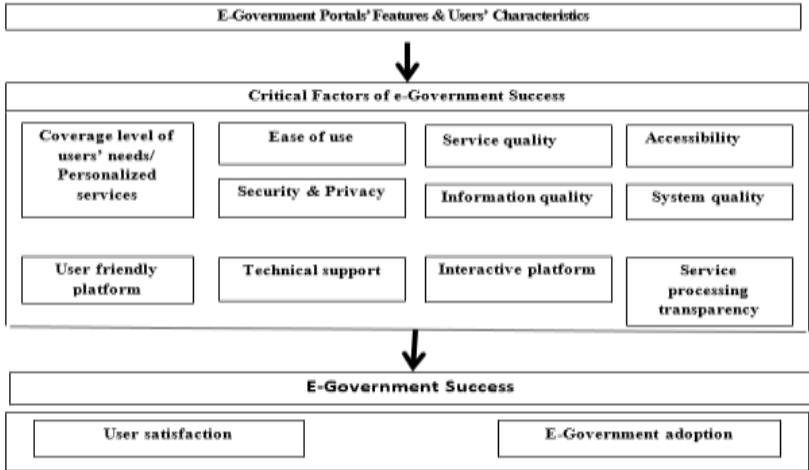 E-Government Portals' Features & Users' Characteristics
Critical Factors of e-Government Success
Coverage level of
users' needs/
Personalized
services
Ease of use
Service quality
Accessibility
Security & Privacy
Information quality
System quality
User friendly
platform
Technical support
Interactive platform
Service
processing
transparency
E-Government Success
User satisfaction
E-Government adoption